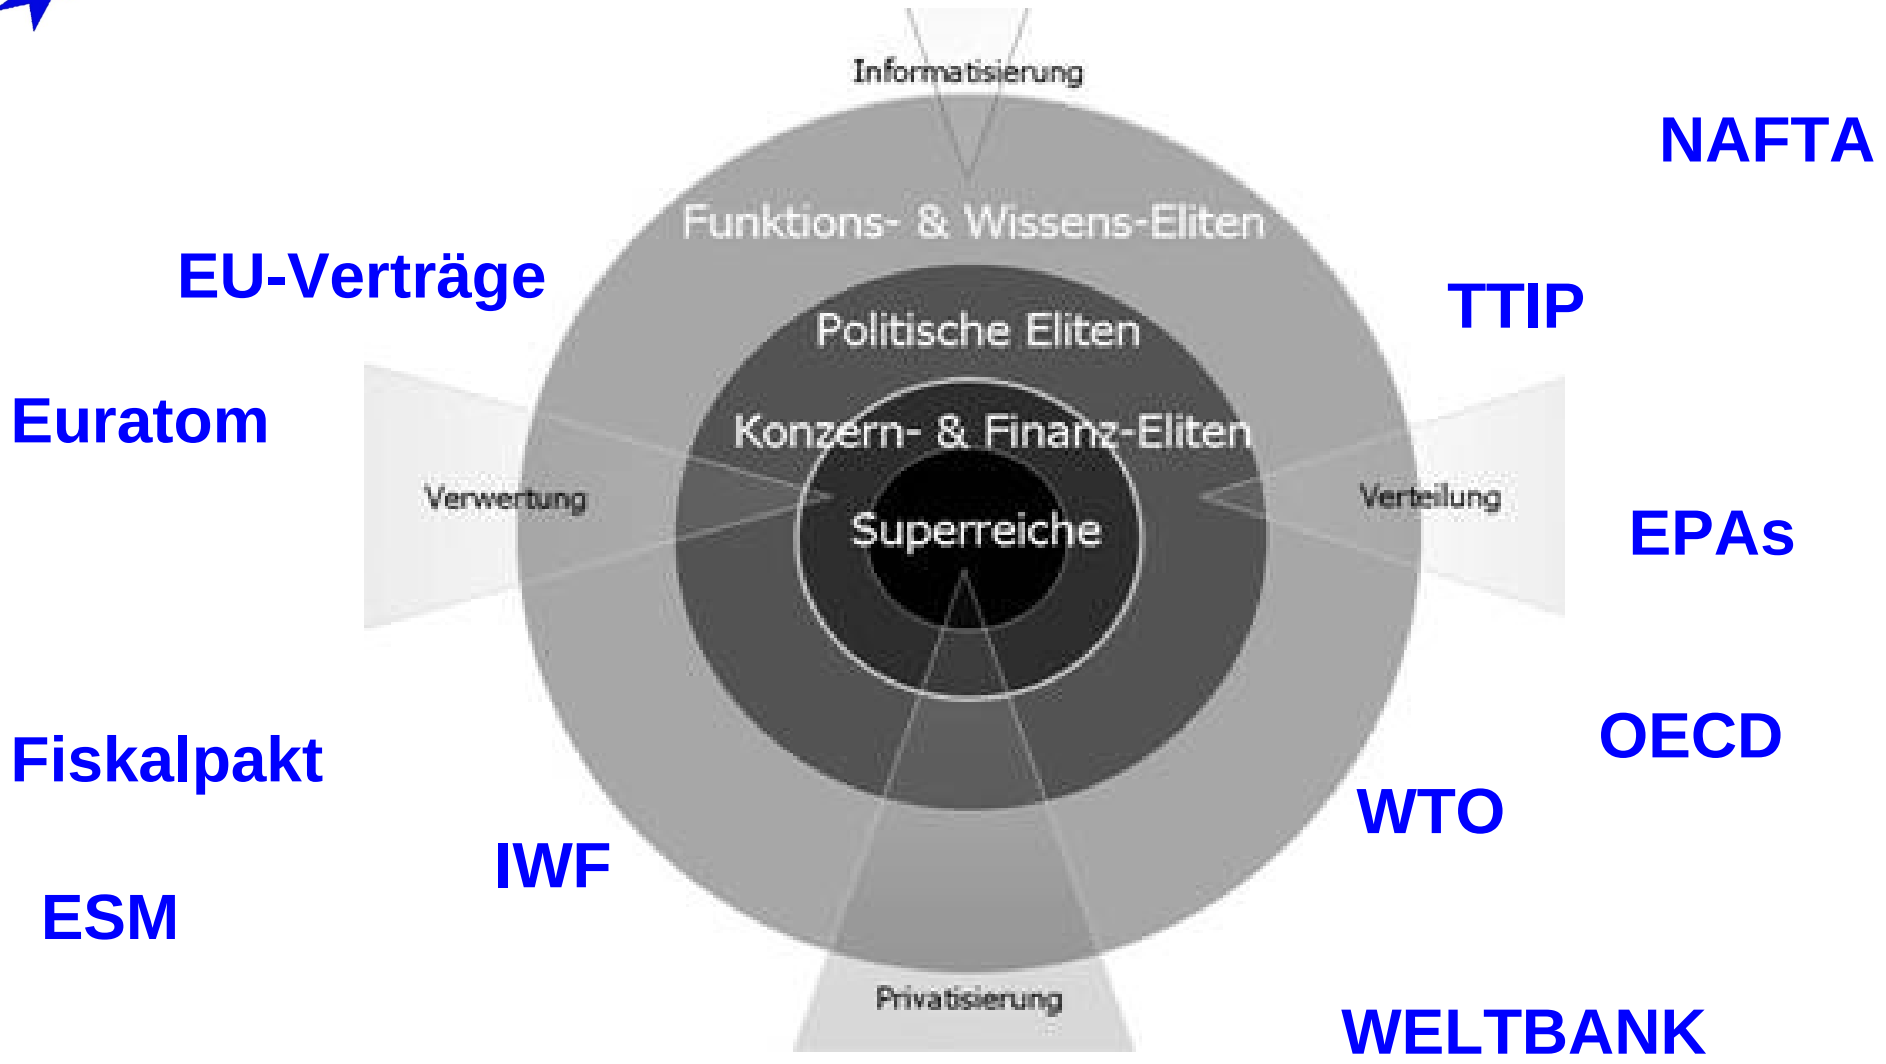 Informatisierung
NAFTA
Funktions- & Wissens-Eliten
EU-Verträge
TTIP
Politische Eliten
Euratom
Konzern- & Finanz-Eliten
Verwertung
Verteilung
Superreiche
EPAs
OECD
Fiskalpakt
WTO
IWF
ESM
Privatisierung
WELTBANK